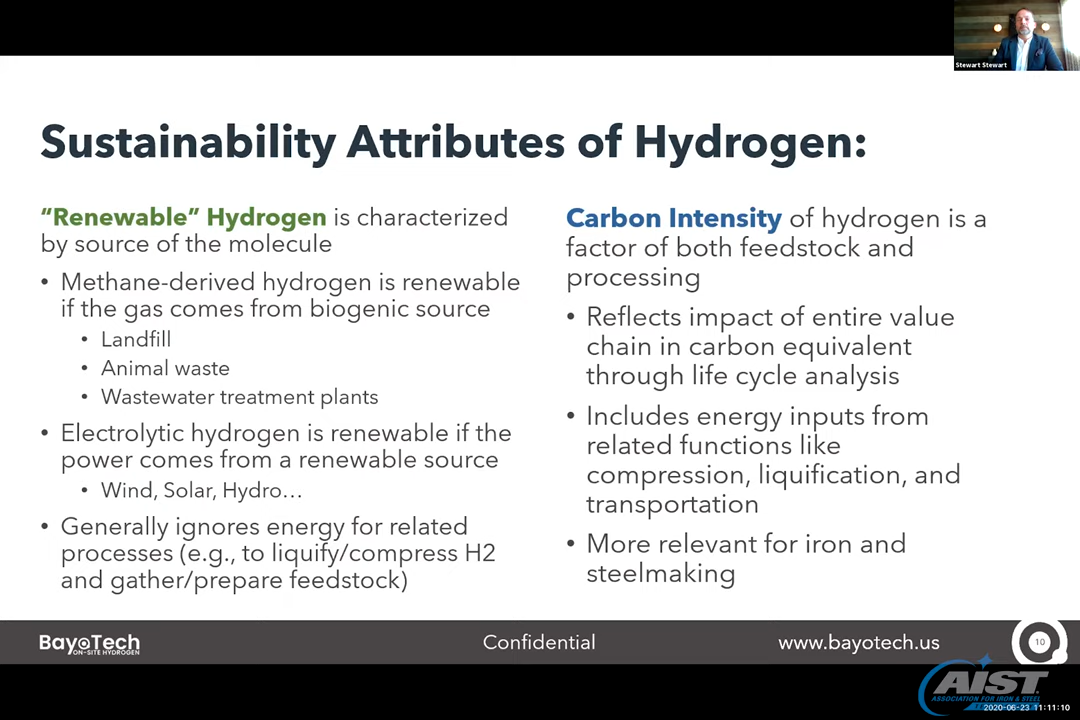 Stewart Stewart
Sustainability Attributes of Hydrogen:
“Renewable” Hydrogen is characterized
by source of the molecule
• Methane-derived hydrogen is renewable
if the gas comes from biogenic source
• Landfill
• Animal waste
• Wastewater treatment plants
• Electrolytic hydrogen is renewable if the
power comes from a renewable source
• Wind, Solar, Hydro…
• Generally ignores energy for related
processes (e.g., to liquify/compress H2
and gather/prepare feedstock)
Carbon Intensity of hydrogen is a
factor of both feedstock and
processing
• Reflects impact of entire value
chain in carbon equivalent
through life cycle analysis
• Includes energy inputs from
related functions like
compression, liquification, and
transportation
• More relevant for iron and
steelmaking
BayoTech
ON-SITE HYDROGEN
Confidential
www.bayotech.us
10
AIST
ASSOCIATION FOR IRON & STEEL
2020-06-23 11:11:10